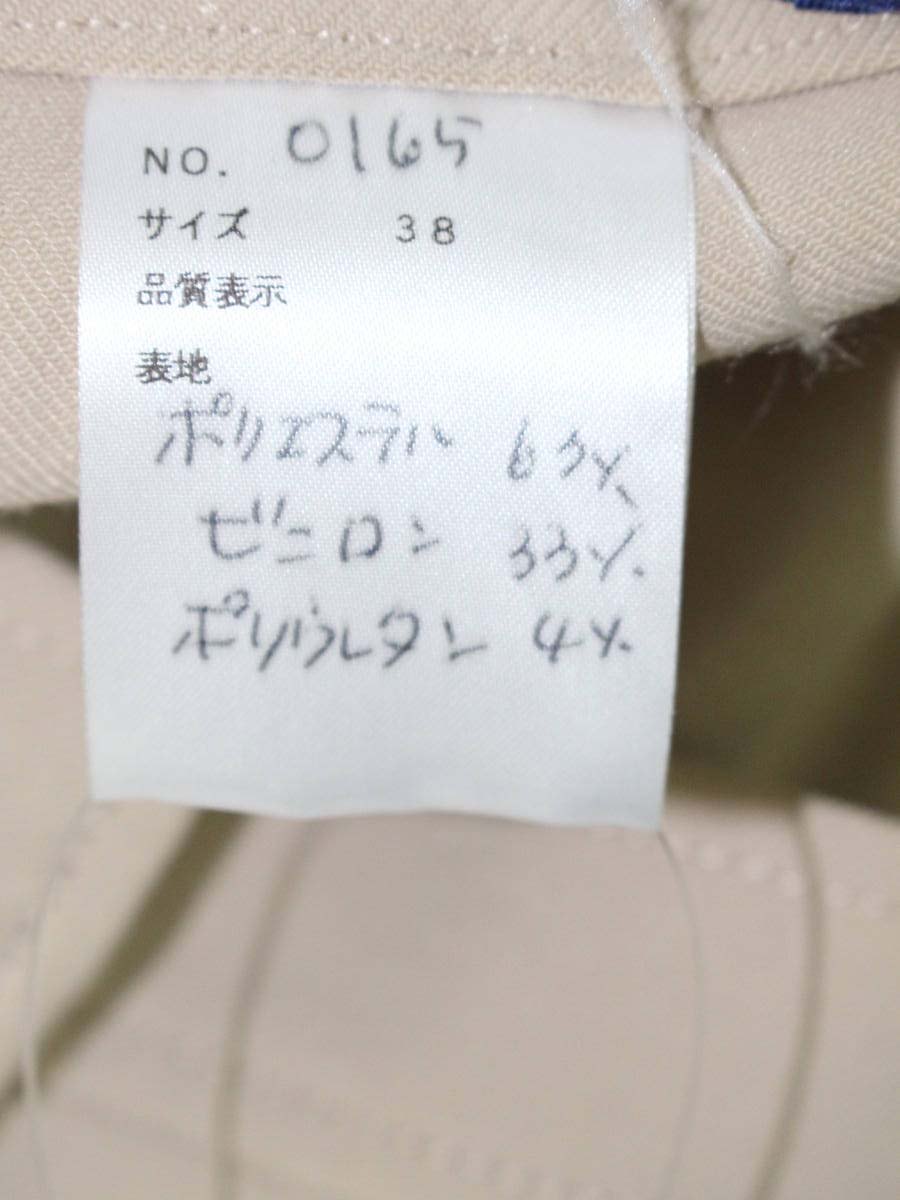 NO. 0165
サイズ 38
品質表示
表地
ポリエステル 63%
ビニロン 33%
ポリウレタン 4%